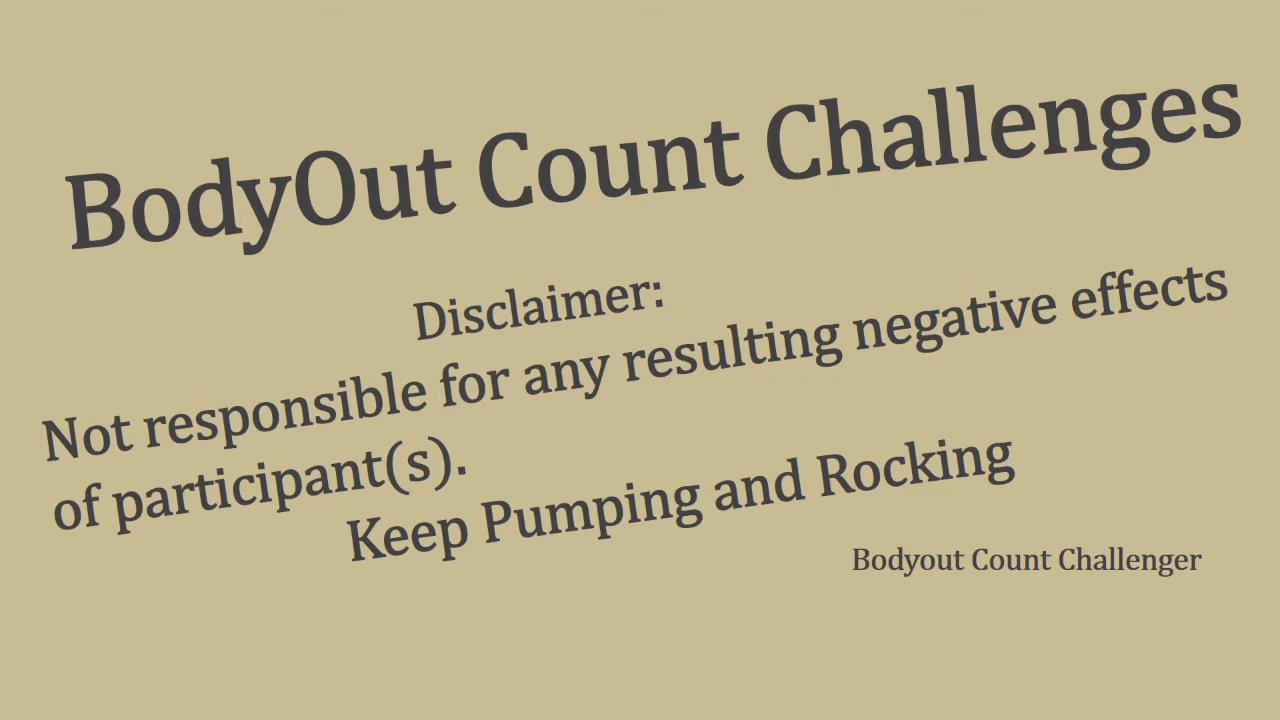 BodyOut Count Challenges
Disclaimer:
Not responsible for any resulting negative effects
of participant(s).
Keep Pumping and Rocking
Bodyout Count Challenger